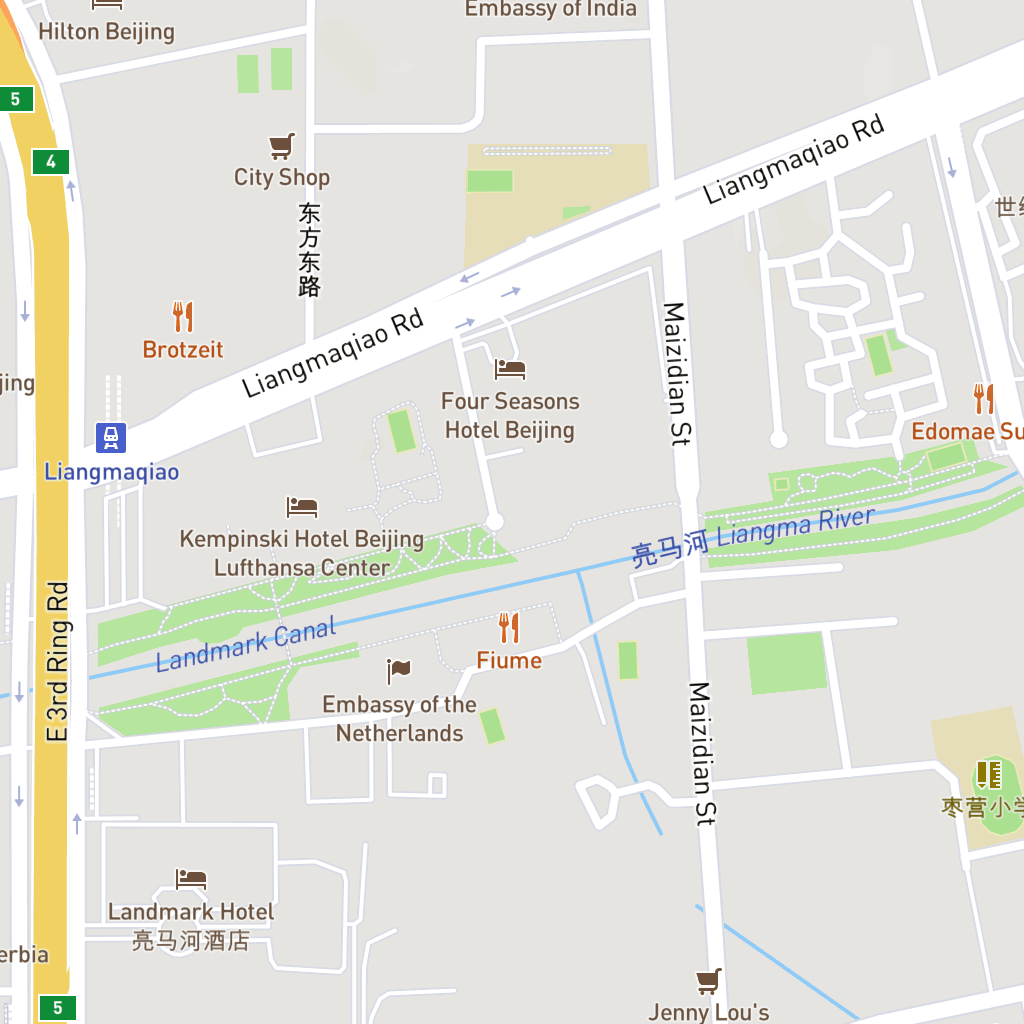 Embassy of India
Hilton Beijing
5
4
Liangmaqiao Rd
City Shop
东方东路
世纪
Brotzeit
Liangmaqiao Rd
Maizidian St
jing
Four Seasons
Hotel Beijing
Edomae Su
Liangmaqiao
Kempinski Hotel Beijing
Lufthansa Center
亮马河 Liangma River
Landmark Canal
E 3rd Ring Rd
Fiume
Embassy of the
Netherlands
Maizidian St
枣营小学
Landmark Hotel
亮马河酒店
erbia
5
Jenny Lou's